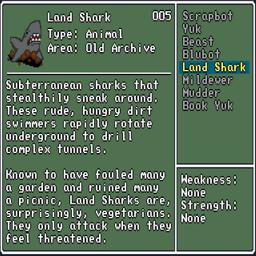 Land Shark 005
Type: Animal
Area: Old Archive
Subterranean sharks that
stealthily sneak around.
These rude, hungry dirt
swimmers rapidly rotate
underground to drill
complex tunnels.
Known to have fouled many
a garden and ruined many
a picnic, Land Sharks are,
surprisingly, vegetarians.
They only attack when they
feel threatened.
Scrapbot
Yuk
Beast
Blubot
Land Shark
Mildewer
Mudder
Book Yuk
Weakness:
None
Strength:
None